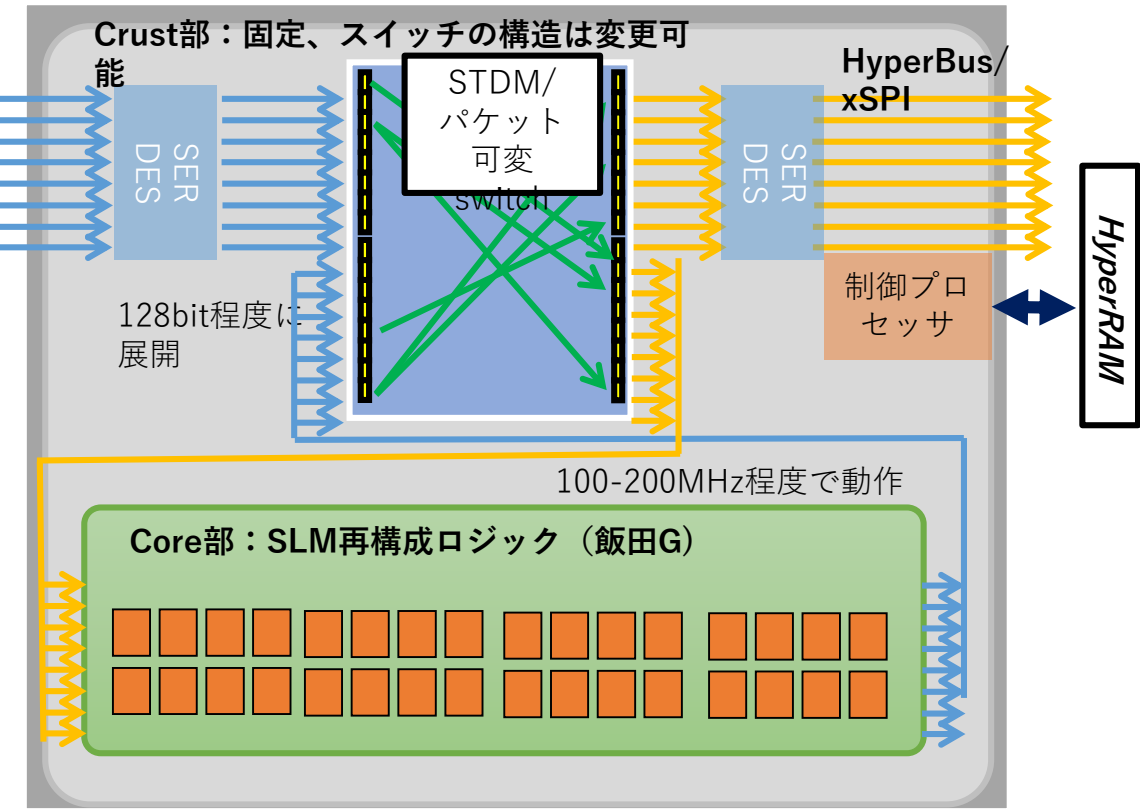 Crust部：固定、スイッチの構造は変更可
能
HyperBus/
xSPI
STDM/
パケット
可変
switch
SER
DES
SER
DES
128bit程度に
展開
制御プロ
セッサ
HyperRAM
100-200MHz程度で動作
Core部：SLM再構成ロジック（飯田G）